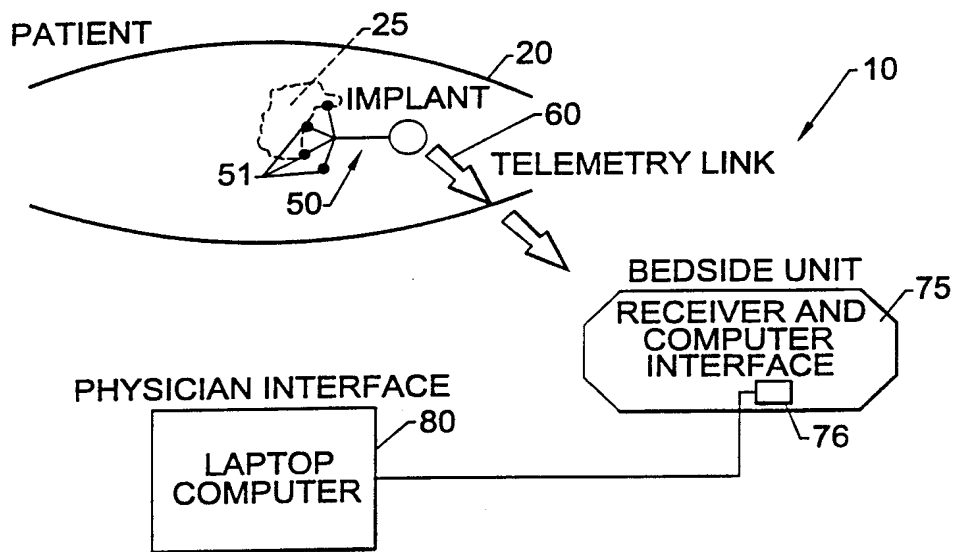 PATIENT
25
20
10
IMPLANT
60
TELEMETRY LINK
51
50
BEDSIDE UNIT
75
RECEIVER AND
COMPUTER
INTERFACE
76
PHYSICIAN INTERFACE
80
LAPTOP
COMPUTER